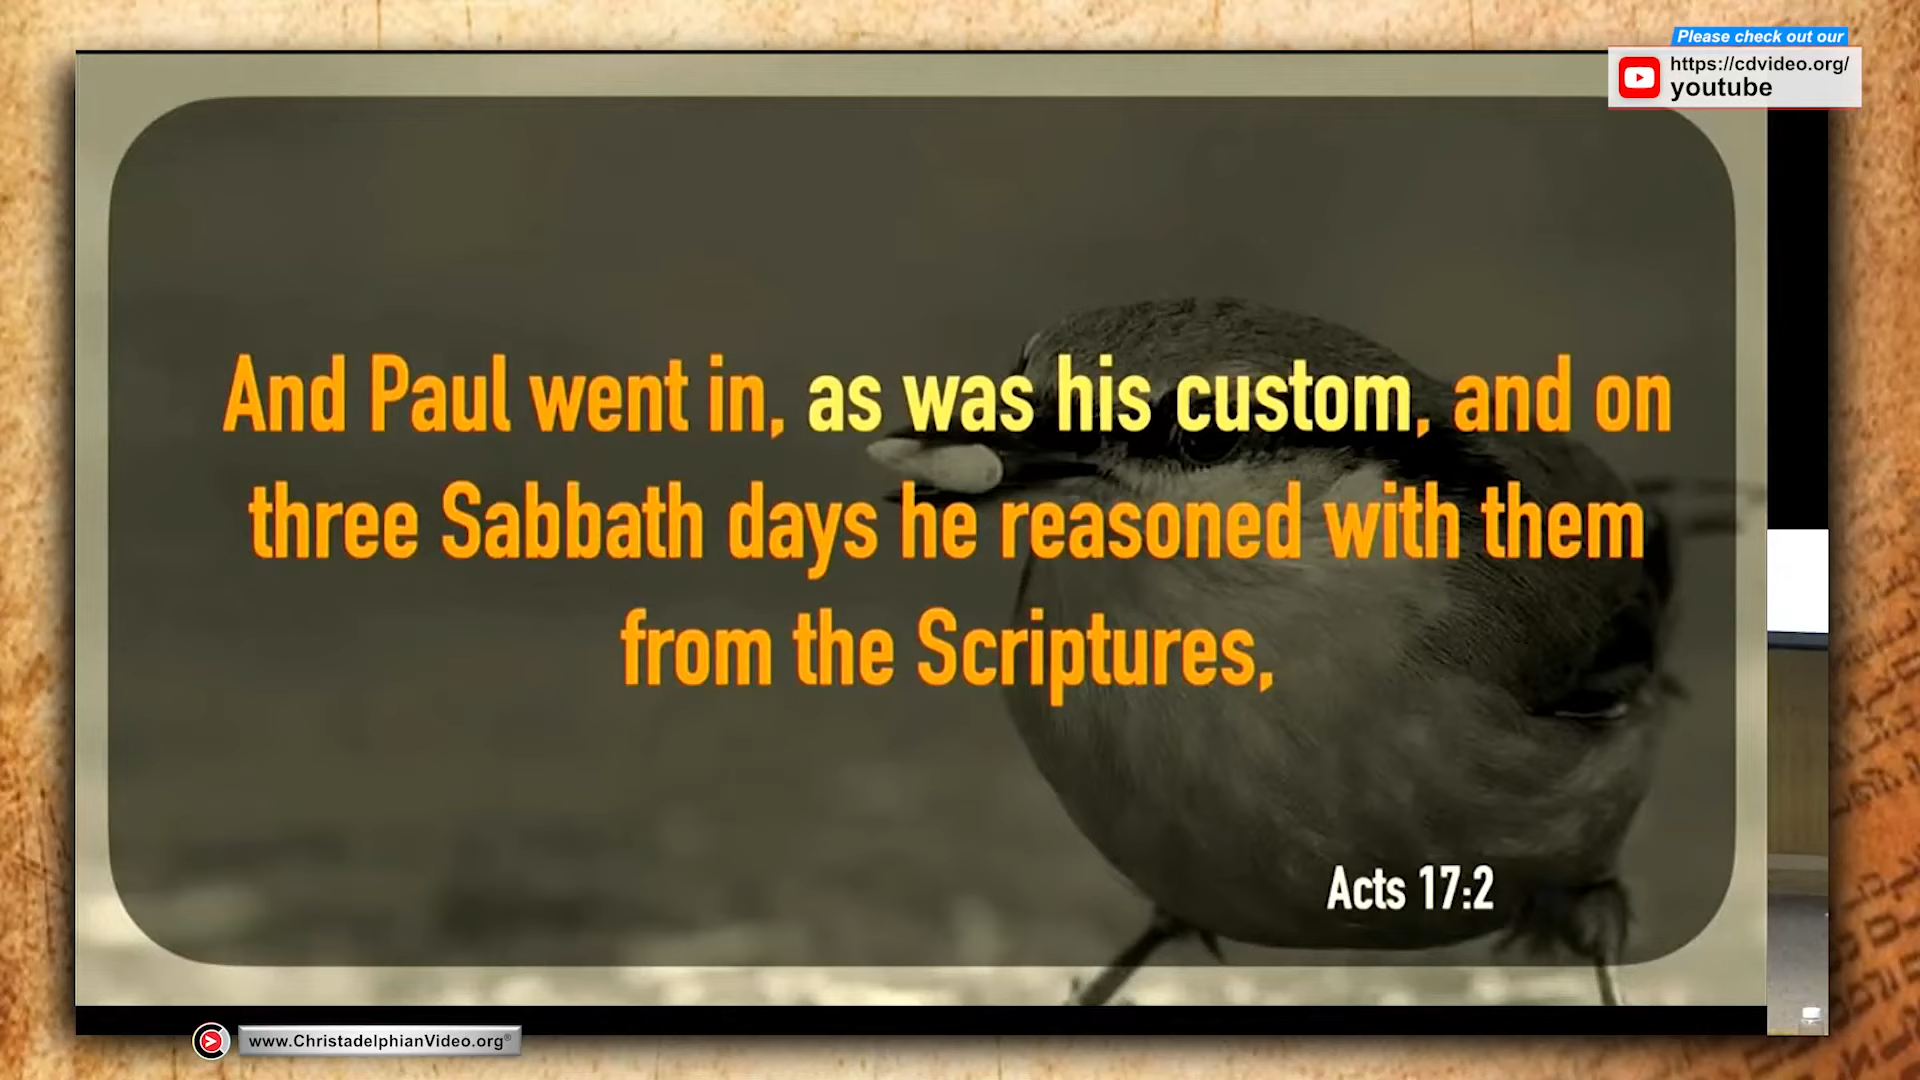 Please check out our
https://cdvideo.org/
youtube
And Paul went in, as was his custom, and on
three Sabbath days he reasoned with them
from the Scriptures,
Acts 17:2
www.ChristadelphianVideo.org®